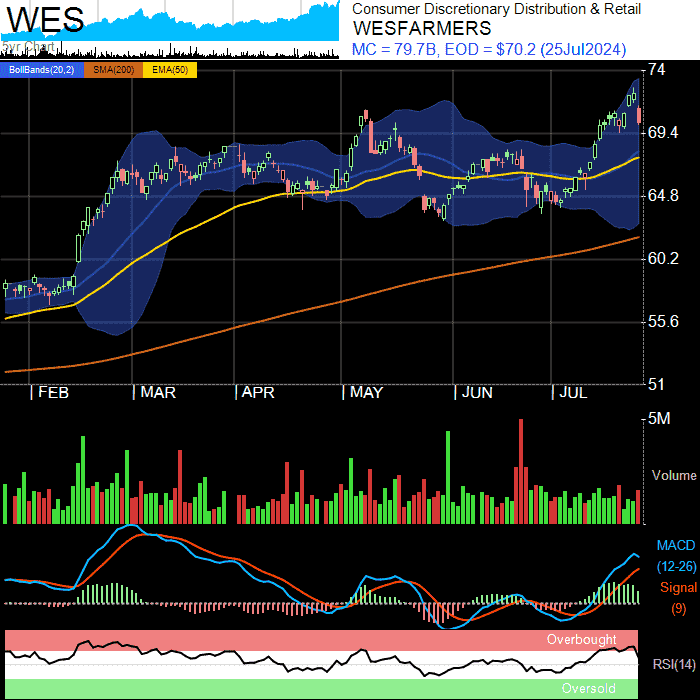 WES
5yr Chart
Consumer Discretionary Distribution & Retail
WESFARMERS
MC = 79.7B, EOD = $70.2 (25Jul2024)
BollBands(20,2) SMA(200) EMA(50)
74
69.4
64.8
60.2
55.6
51
FEB MAR APR MAY JUN JUL
5M
Volume
MACD
(12-26)
Signal
(9)
Overbought
RSI(14)
Oversold